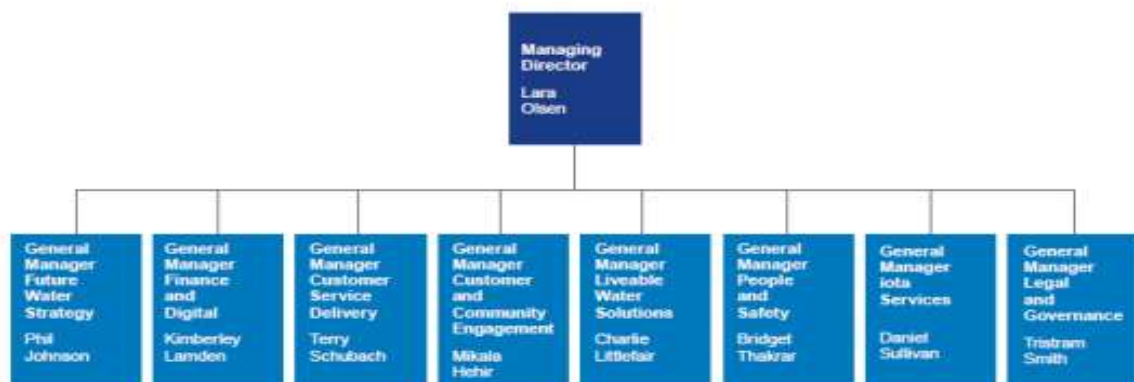 Managing
Director
Lara
Olsen
General
Manager
Future
Water
Strategy
Phil
Johnson
General
Manager
Finance
and
Digital
Kimberley
Lamden
General
Manager
Customer
Service
Delivery
Terry
Schubach
General
Manager
Customer
and
Community
Engagement
Mikala
Hehir
General
Manager
Liveable
Water
Solutions
Charlie
Littlefair
General
Manager
People
and
Safety
Bridget
Thakrar
General
Manager
iota
Services
Daniel
Sullivan
General
Manager
Legal
and
Governance
Tristram
Smith